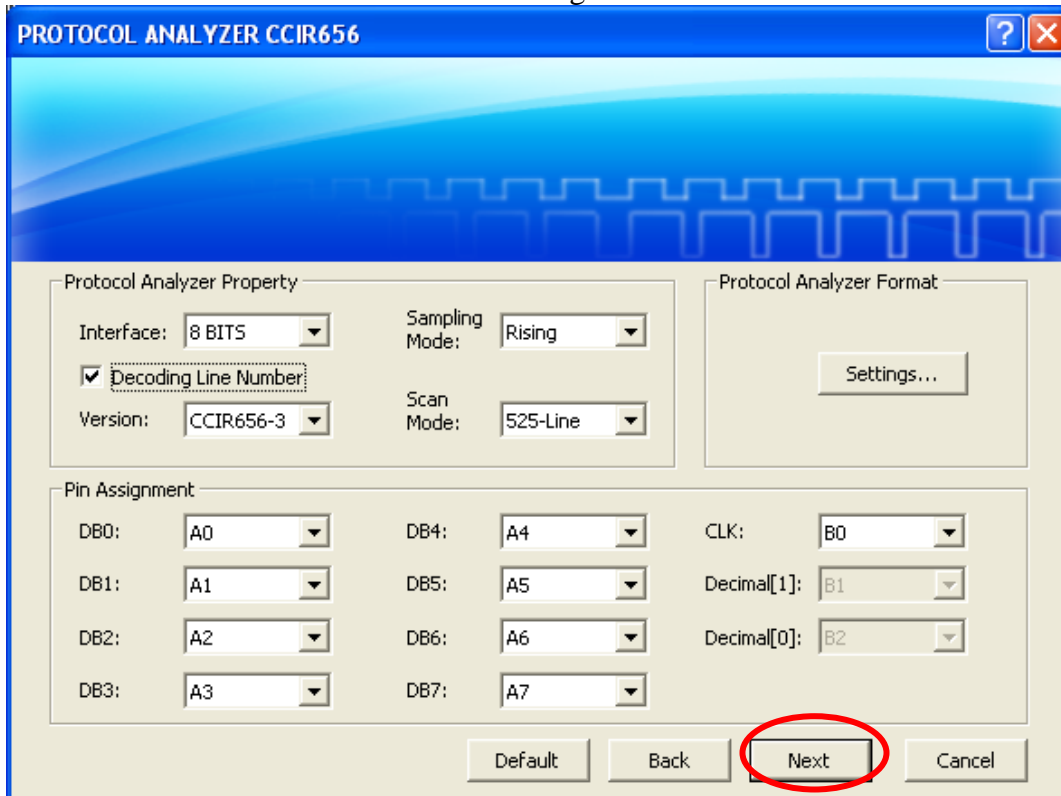 PROTOCOL ANALYZER CCIR656
Protocol Analyzer Property
Interface: 8 BITS
Sampling Mode: Rising
Decoding Line Number
Version: CCIR656-3
Scan Mode: 525-Line
Protocol Analyzer Format
Settings...
Pin Assignment
DB0: A0 DB4: A4 CLK: B0
DB1: A1 DB5: A5 Decimal[1]: B1
DB2: A2 DB6: A6 Decimal[0]: B2
DB3: A3 DB7: A7
Default Back Next Cancel